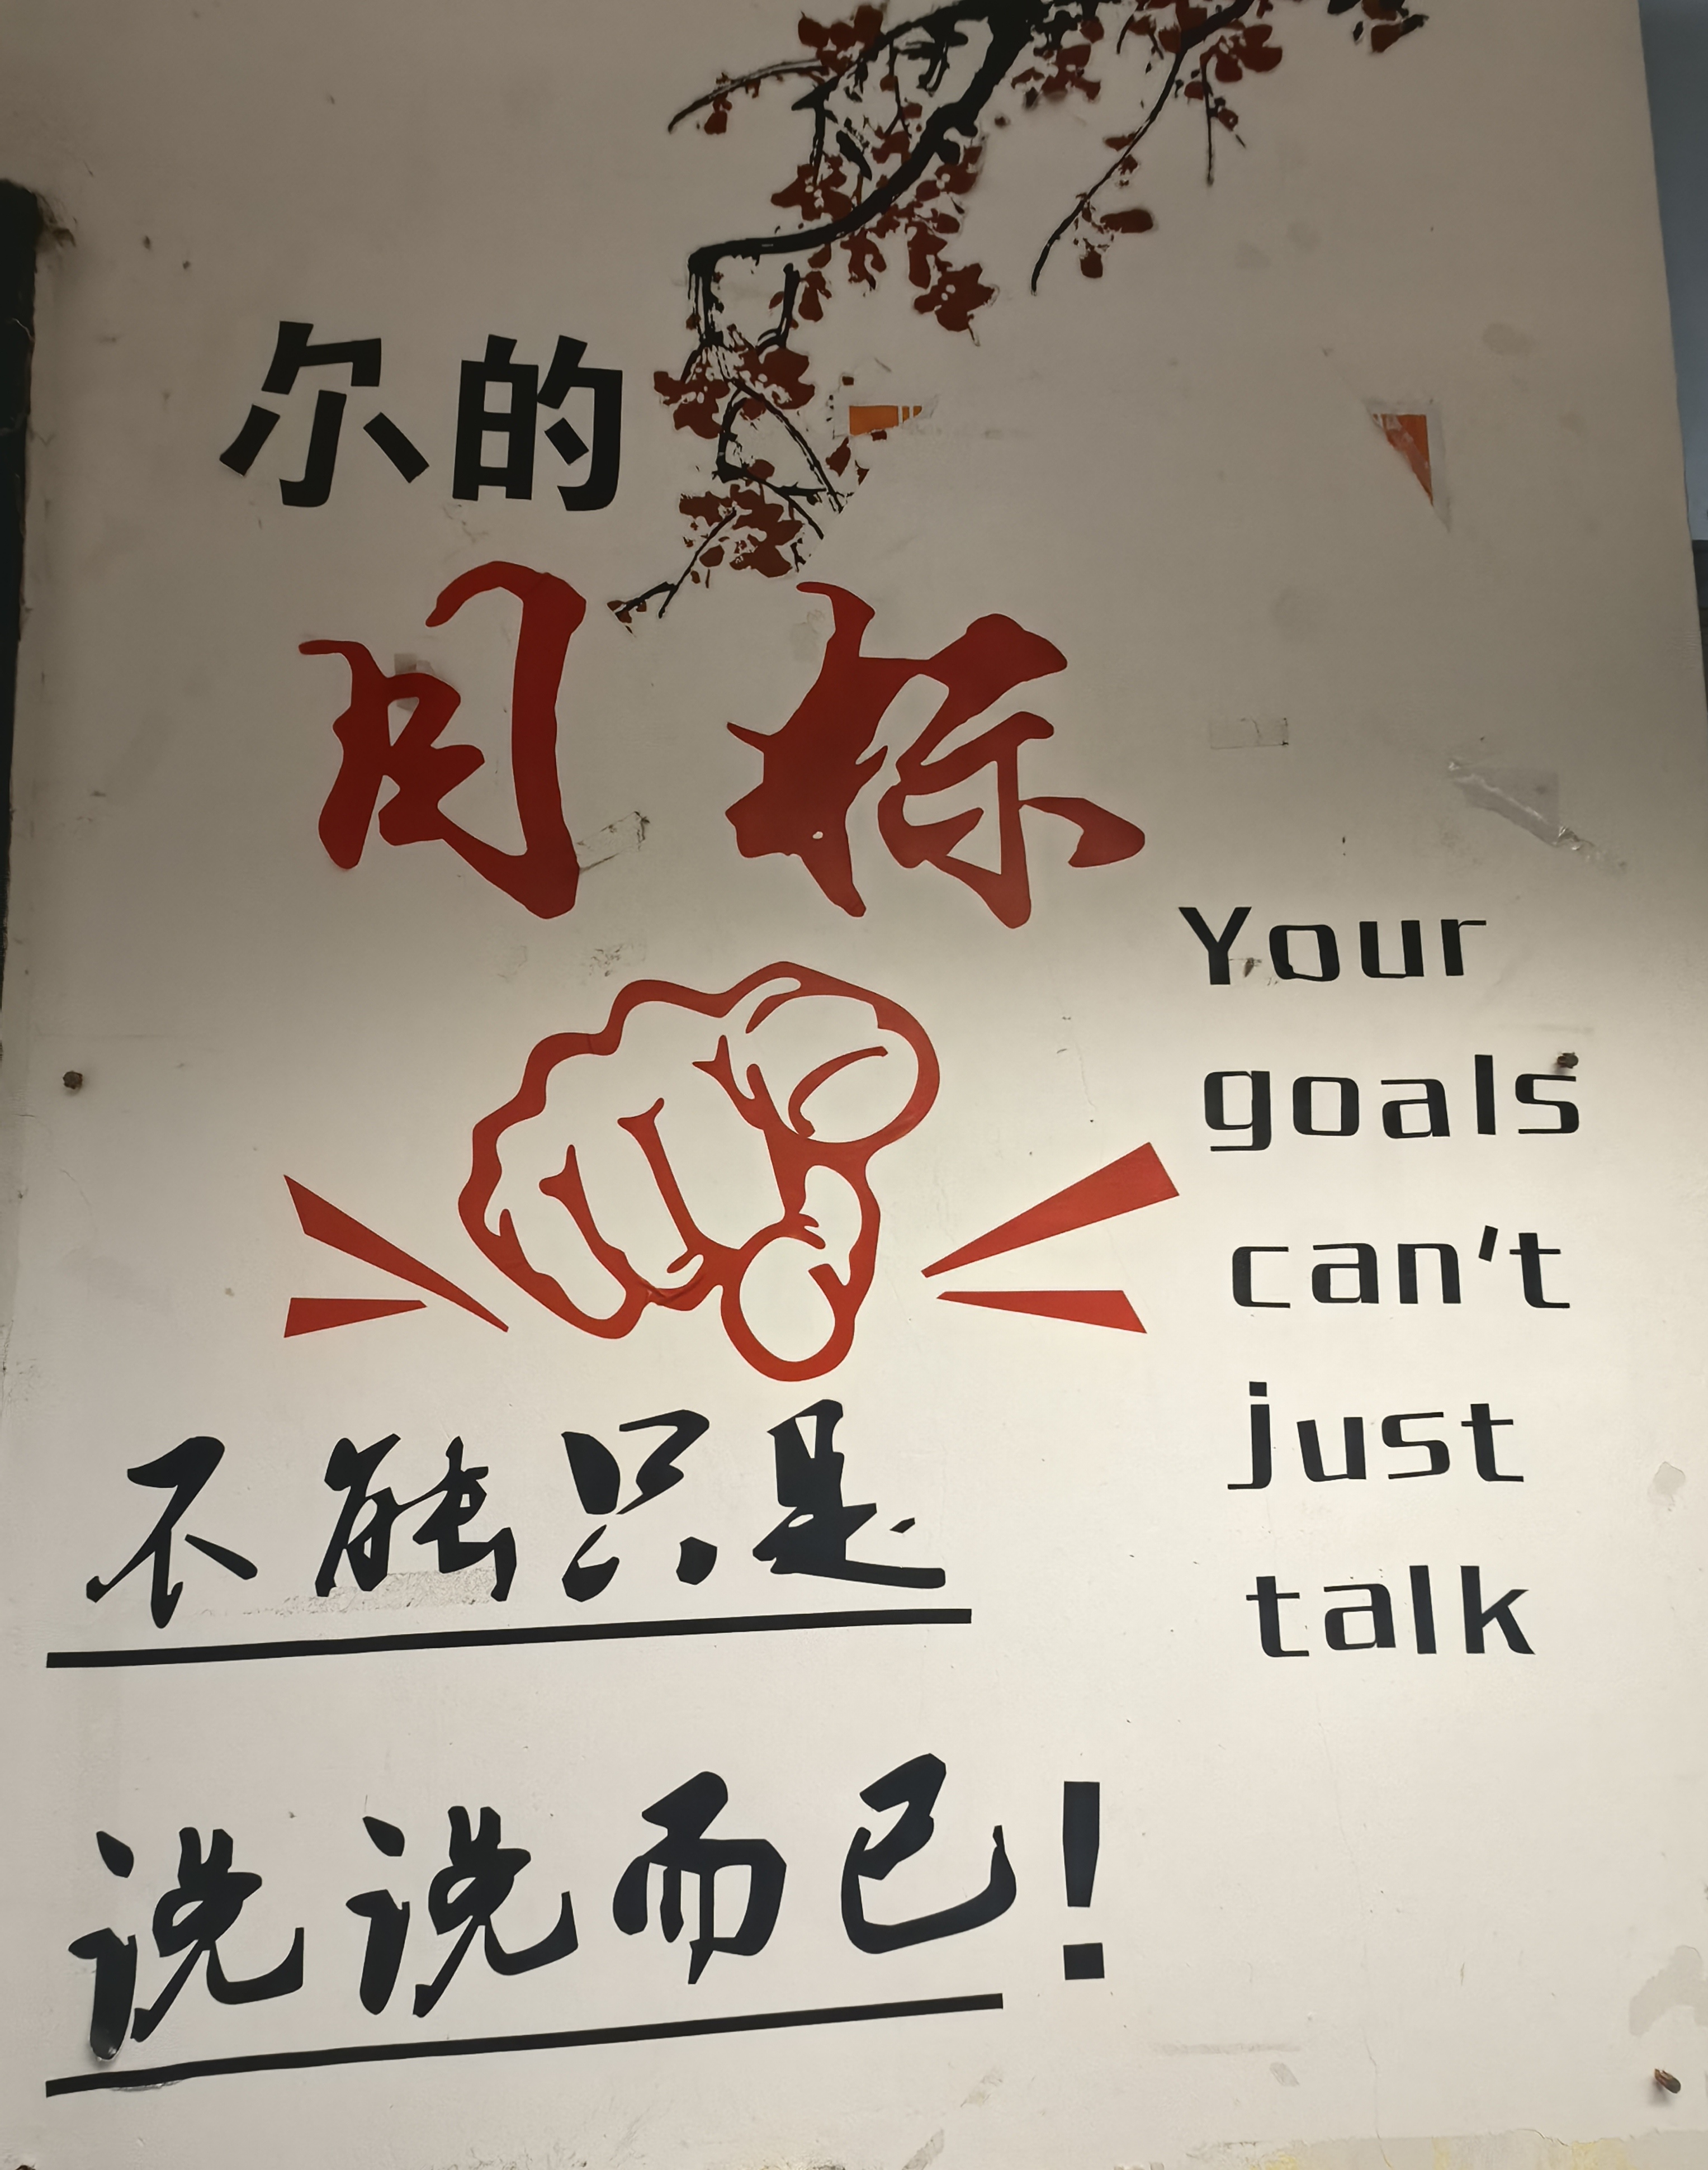 尔的
目标
Your
goals
can't
just
talk
不能只是
说说而已!